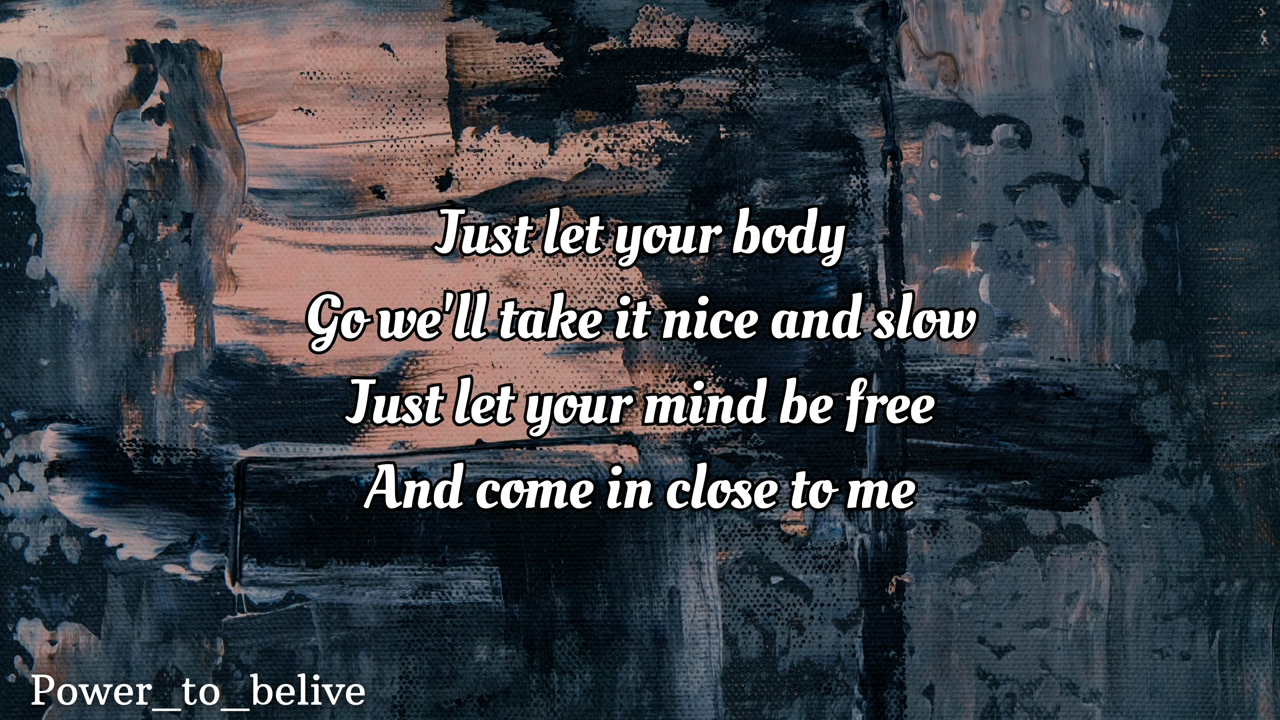 Just let your body
Go we'll take it nice and slow
Just let your mind be free
And come in close to me
Power_to_belive